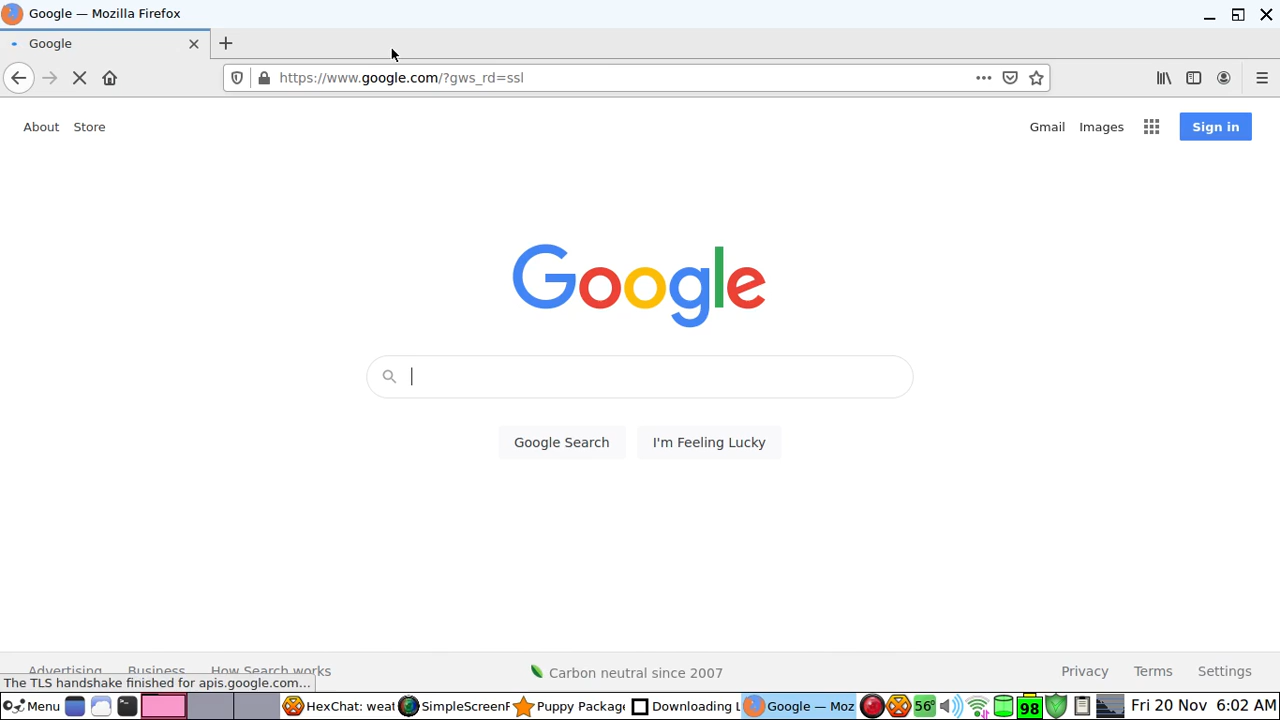 Google — Mozilla Firefox
Google
https://www.google.com/?gws_rd=ssl
About Store Gmail Images Sign in
Google
Google Search I'm Feeling Lucky
Advertising Business How Search works Carbon neutral since 2007 Privacy Terms Settings
The TLS handshake finished for apis.google.com...
Menu HexChat: weat SimpleScreenR Puppy Package Downloading L Google — Moz 56° 98 Fri 20 Nov 6:02 AM